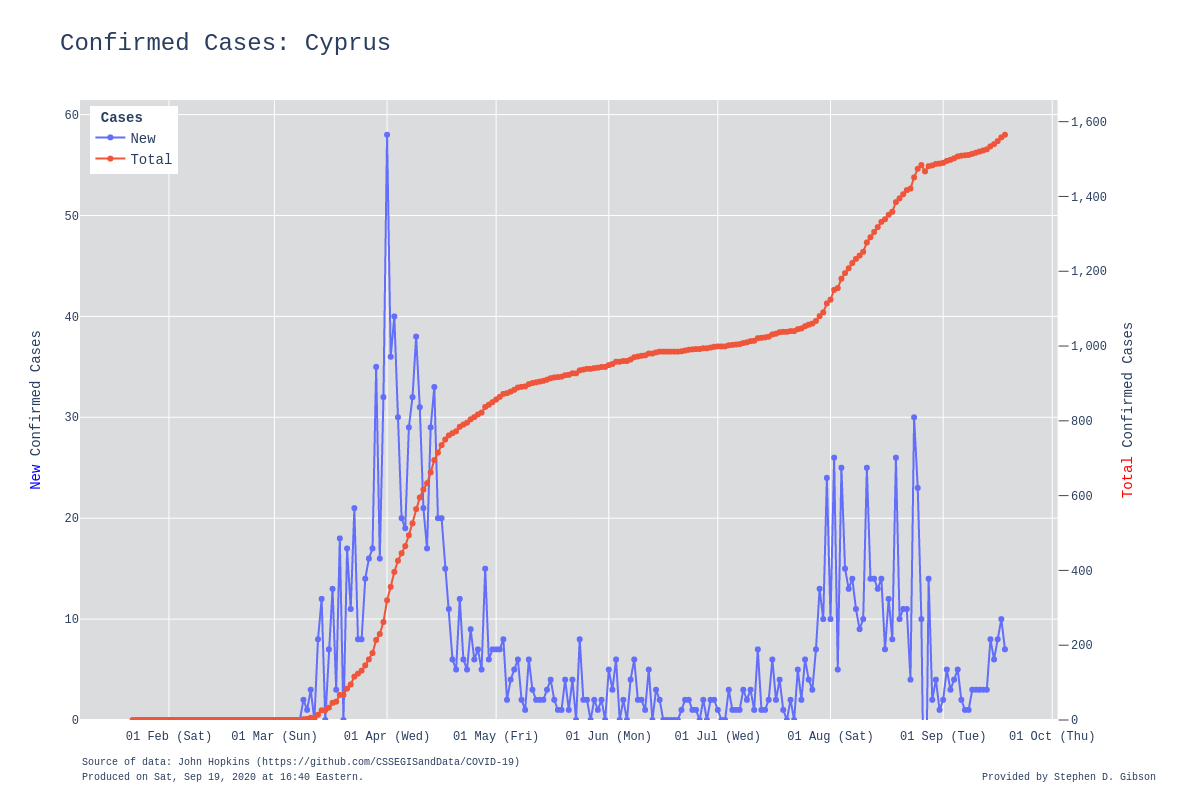 Confirmed Cases: Cyprus
Cases
New
Total
60
50
40
30
20
10
0
1,600
1,400
1,200
1,000
800
600
400
200
0
New Confirmed Cases
Total Confirmed Cases
01 Feb (Sat)
01 Mar (Sun)
01 Apr (Wed)
01 May (Fri)
01 Jun (Mon)
01 Jul (Wed)
01 Aug (Sat)
01 Sep (Tue)
01 Oct (Thu)
Source of data: John Hopkins (https://github.com/CSSEGISandData/COVID-19)
Produced on Sat, Sep 19, 2020 at 16:40 Eastern.
Provided by Stephen D. Gibson